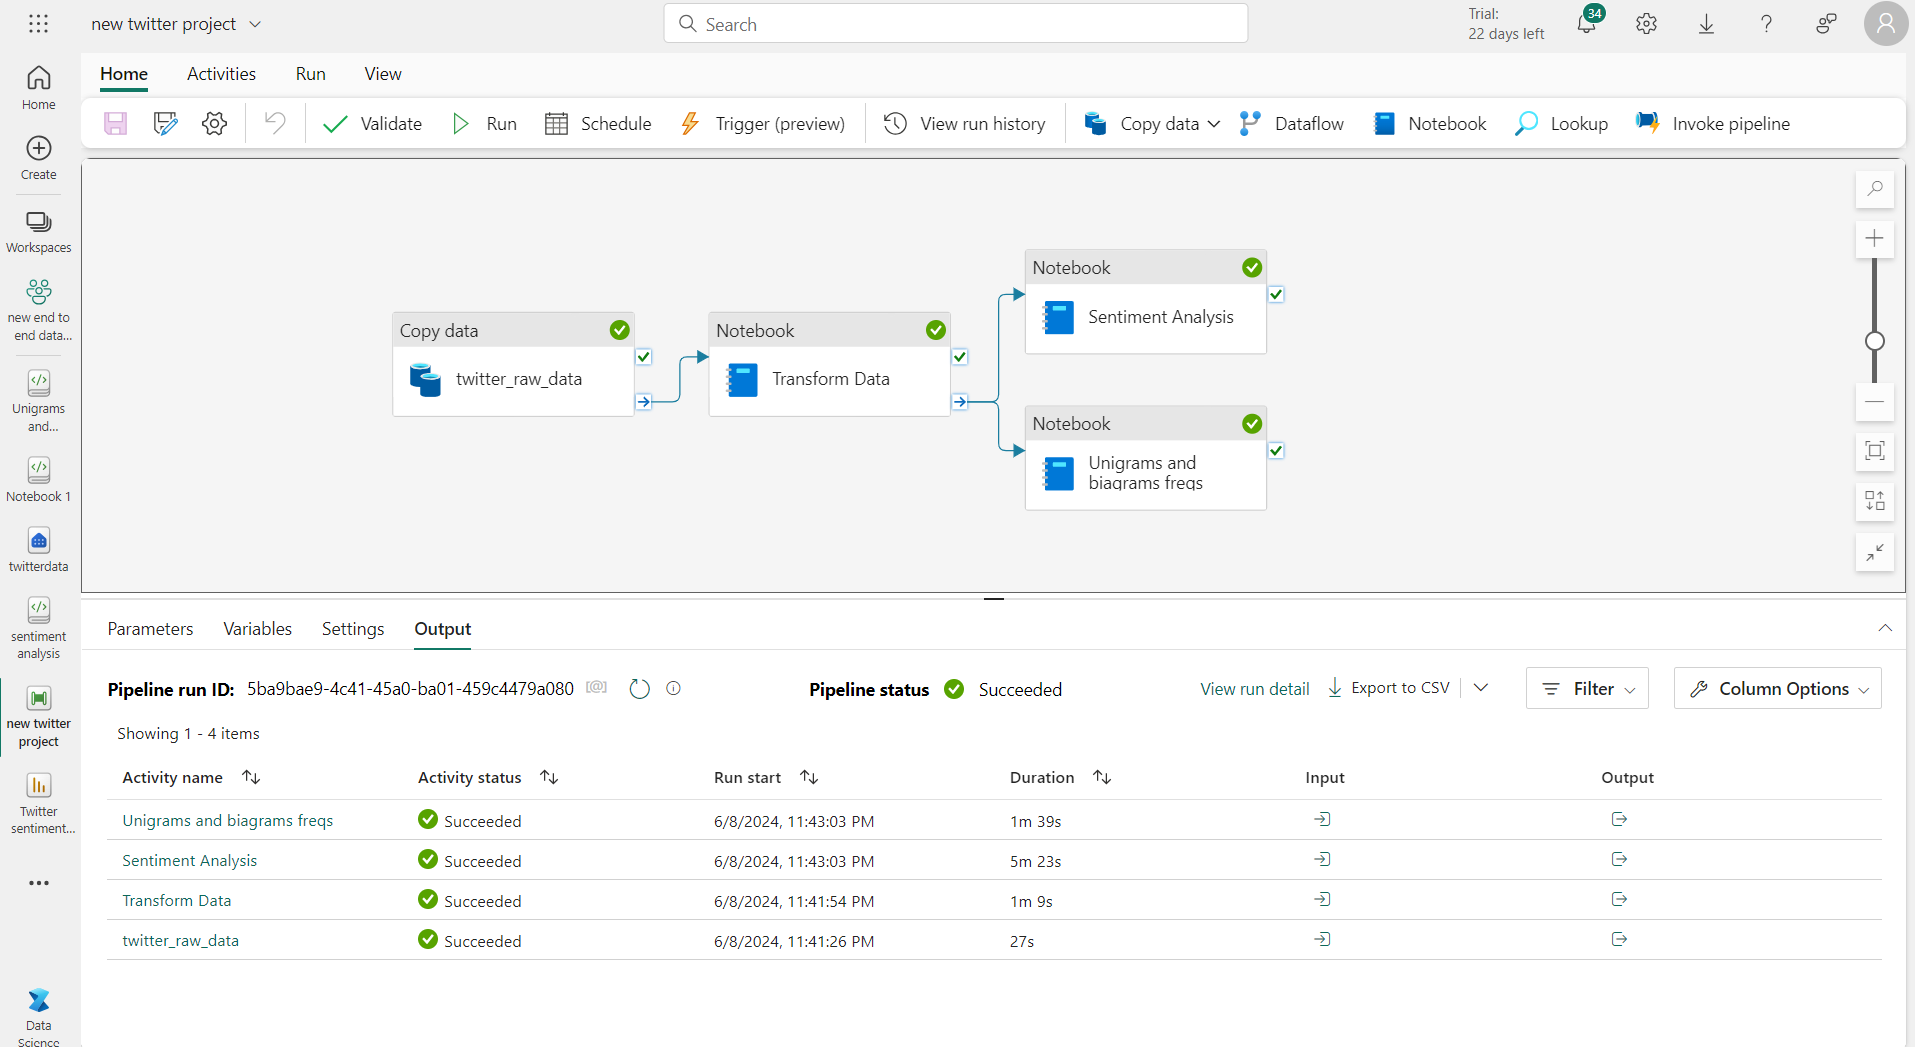 new twitter project
Search
Trial:
22 days left
34
Home
Activities
Run
View
Validate
Run
Schedule
Trigger (preview)
View run history
Copy data
Dataflow
Notebook
Lookup
Invoke pipeline
Home
Create
Workspaces
new end to
end data...
Unigrams
and...
Notebook 1
twitterdata
sentiment
analysis
new twitter
project
Twitter
sentiment...
Data
Science
Copy data
twitter_raw_data
Notebook
Transform Data
Notebook
Sentiment Analysis
Notebook
Unigrams and
biagrams freqs
Parameters
Variables
Settings
Output
Pipeline run ID: 5ba9bae9-4c41-45a0-ba01-459c4479a080
Pipeline status Succeeded
View run detail
Export to CSV
Filter
Column Options
Showing 1 - 4 items
Activity name Activity status Run start Duration Input Output
Unigrams and biagrams freqs Succeeded 6/8/2024, 11:43:03 PM 1m 39s
Sentiment Analysis Succeeded 6/8/2024, 11:43:03 PM 5m 23s
Transform Data Succeeded 6/8/2024, 11:41:54 PM 1m 9s
twitter_raw_data Succeeded 6/8/2024, 11:41:26 PM 27s